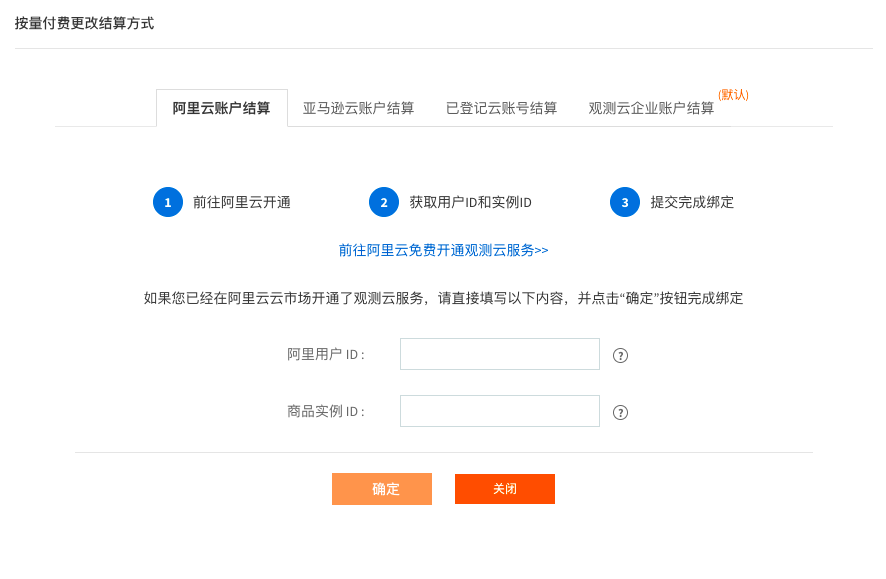 按量付费更改结算方式
阿里云账户结算 亚马逊云账户结算 已登记云账号结算 观测云企业账户结算 (默认)
1 前往阿里云开通 2 获取用户ID和实例ID 3 提交完成绑定
前往阿里云免费开通观测云服务>>
如果您已经在阿里云云市场开通了观测云服务，请直接填写以下内容，并点击“确定”按钮完成绑定
阿里用户 ID : ?
商品实例 ID : ?
确定 关闭